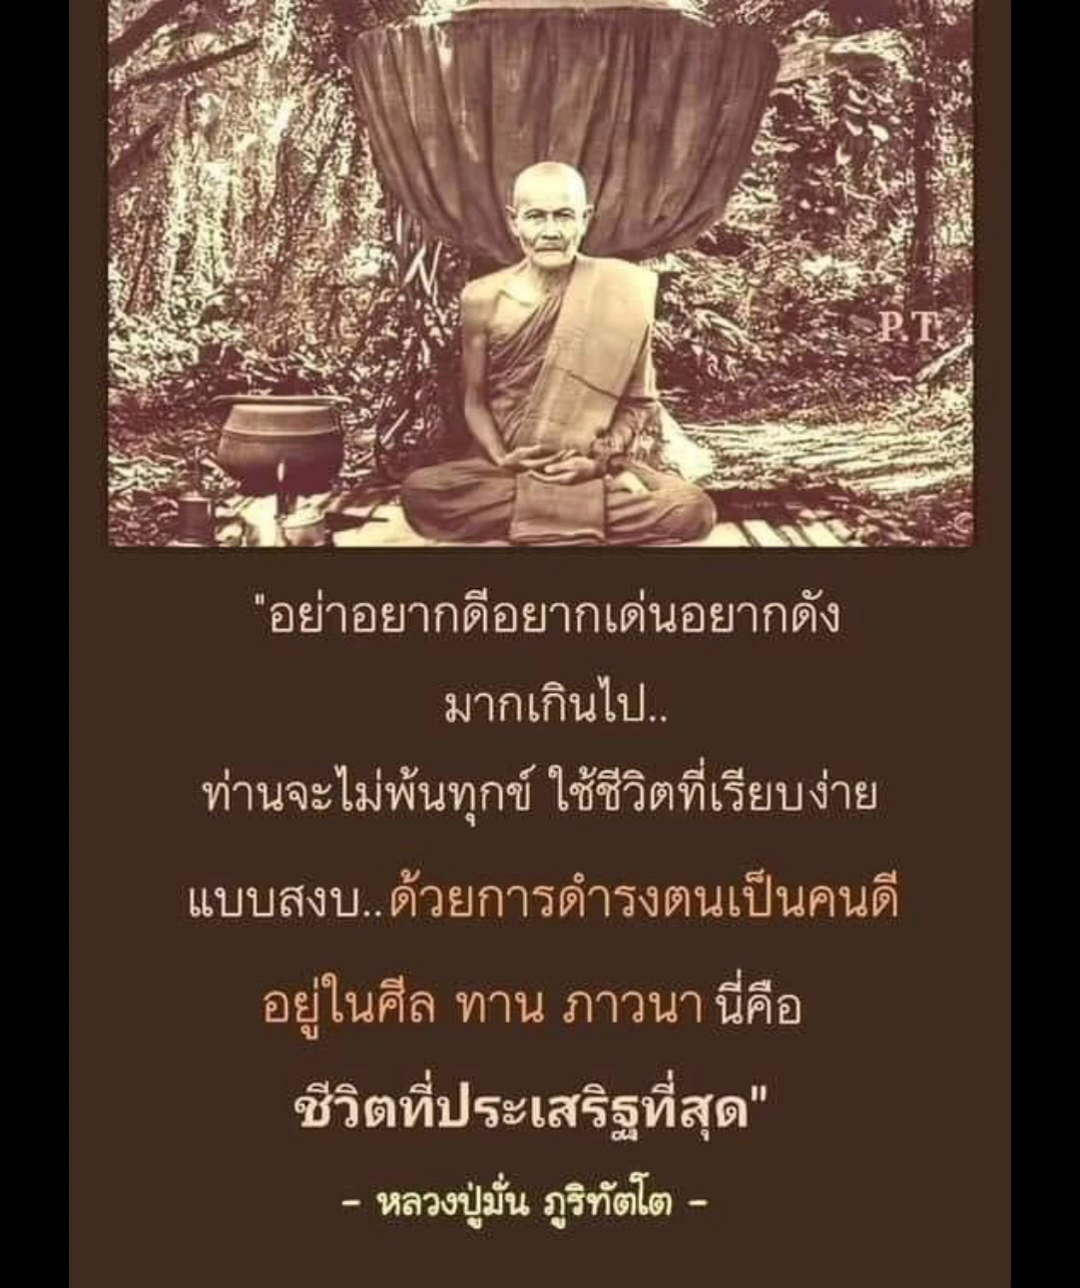 P.T.
"อย่าอยากดีอยากเด่นอยากดัง
มากเกินไป..
ท่านจะไม่พ้นทุกข์ ใช้ชีวิตที่เรียบง่าย
แบบสงบ..ด้วยการดำรงตนเป็นคนดี
อยู่ในศีล ทาน ภาวนา นี่คือ
ชีวิตที่ประเสริฐที่สุด"
- หลวงปู่มั่น ภูริทัตโต -